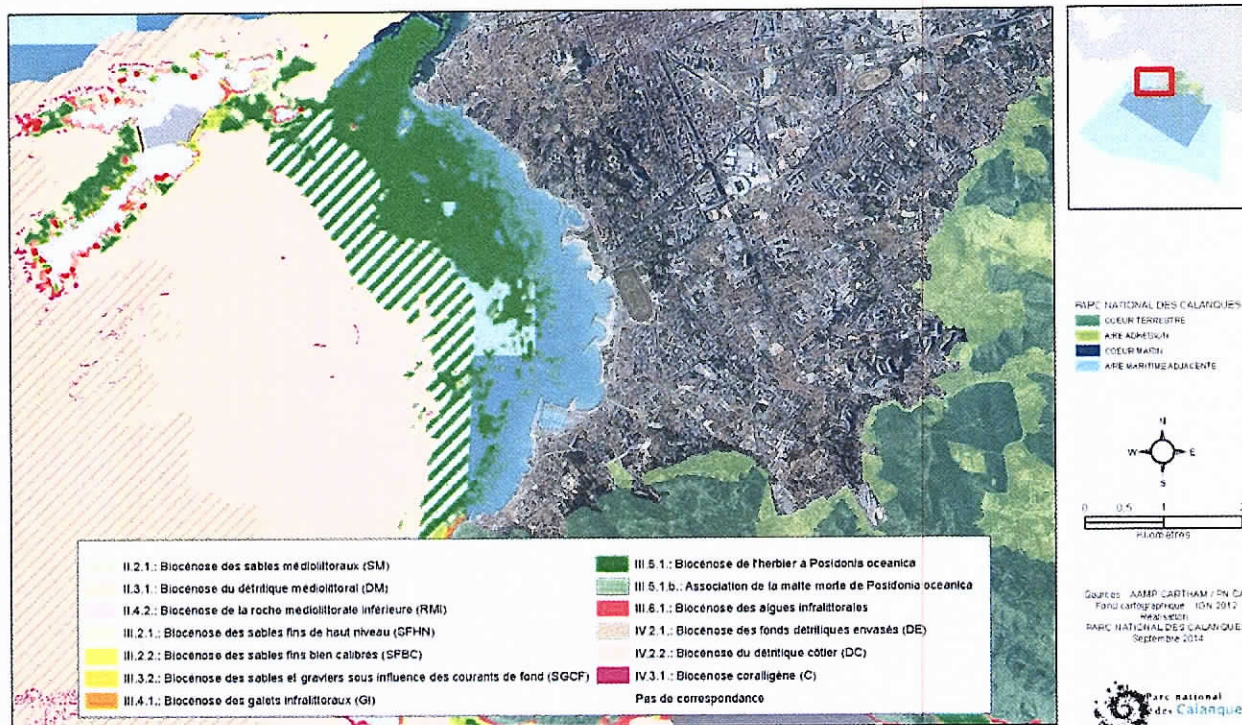 II.2.1.: Biocénose des sables médiolittoraux (SM)
II.3.1.: Biocénose du détritique médiolittoral (DM)
II.4.2.: Biocénose de la roche médiolittorale inférieure (RMI)
III.2.1.: Biocénose des sables fins de haut niveau (SFHN)
III.2.2.: Biocénose des sables fins bien calibrés (SFBC)
III.3.2.: Biocénose des sables et graviers sous influence des courants de fond (SGCF)
III.4.1.: Biocénose des galets infralittoraux (GI)
III.5.1.: Biocénose de l'herbier à Posidonia oceanica
III.5.1.b.: Association de la matte morte de Posidonia oceanica
III.6.1.: Biocénose des algues infralittorales
IV.2.1.: Biocénose des fonds détritiques envasés (DE)
IV.2.2.: Biocénose du détritique côtier (DC)
IV.3.1.: Biocénose coralligène (C)
Pas de correspondance
PARC NATIONAL DES CALANQUES
COEUR TERRESTRE
AIRE ADHESION
COEUR MARIN
AIRE MARITIME ADJACENTE
N
W E
S
0 0,5 1 2
Kilomètres
Sources : AAMP CARTHAM / PN CA
Fond cartographique : IGN 2012
Réalisation
PARC NATIONAL DES CALANQUES
Septembre 2014
Parc national
des Calanques